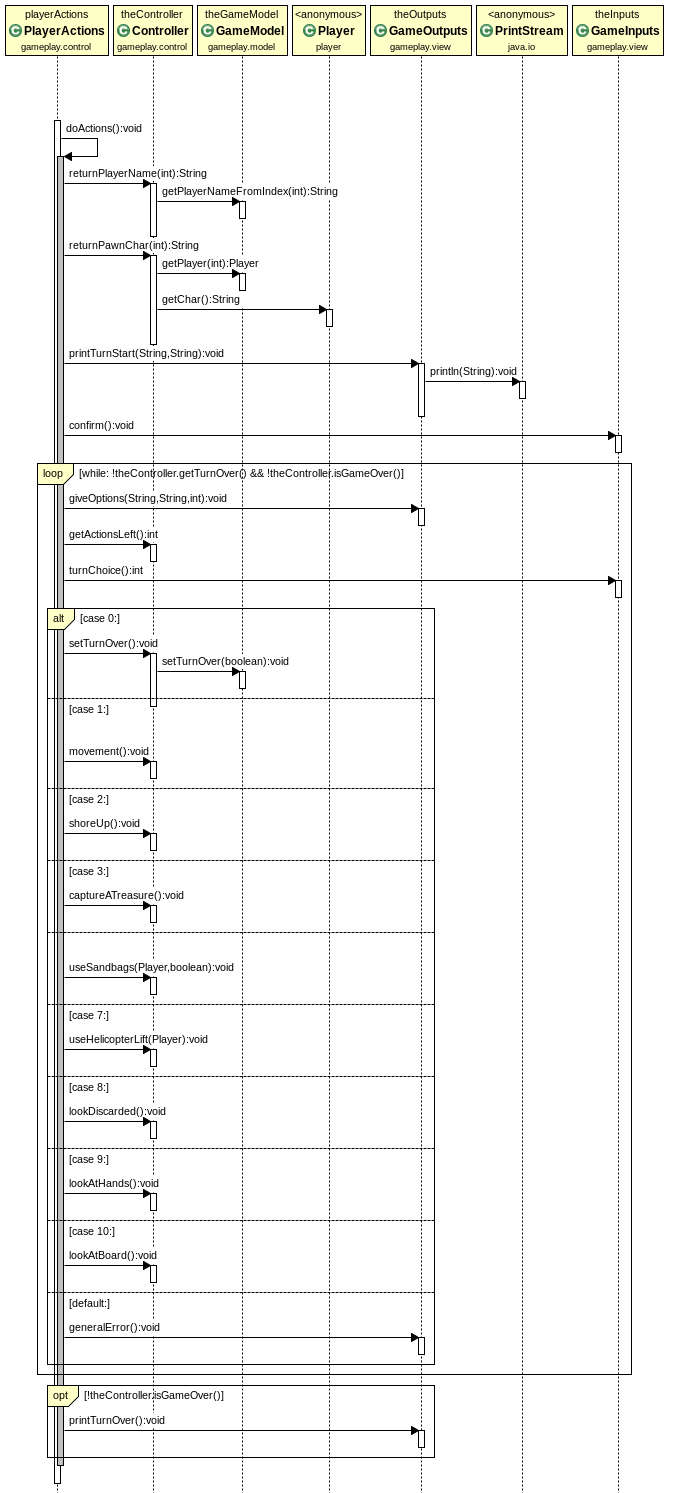 playerActions
C PlayerActions
gameplay.control
theController
C Controller
gameplay.control
theGameModel
C GameModel
gameplay.model
<anonymous>
C Player
player
theOutputs
C GameOutputs
gameplay.view
<anonymous>
C PrintStream
java.io
theInputs
C GameInputs
gameplay.view
doActions():void
returnPlayerName(int):String
getPlayerNameFromIndex(int):String
returnPawnChar(int):String
getPlayer(int):Player
getChar():String
printTurnStart(String,String):void
println(String):void
confirm():void
loop [while: !theController.getTurnOver() && !theController.isGameOver()]
giveOptions(String,String,int):void
getActionsLeft():int
turnChoice():int
alt [case 0:]
setTurnOver():void
setTurnOver(boolean):void
[case 1:]
movement():void
[case 2:]
shoreUp():void
[case 3:]
captureATreasure():void
useSandbags(Player,boolean):void
[case 7:]
useHelicopterLift(Player):void
[case 8:]
lookDiscarded():void
[case 9:]
lookAtHands():void
[case 10:]
lookAtBoard():void
[default:]
generalError():void
opt [!theController.isGameOver()]
printTurnOver():void